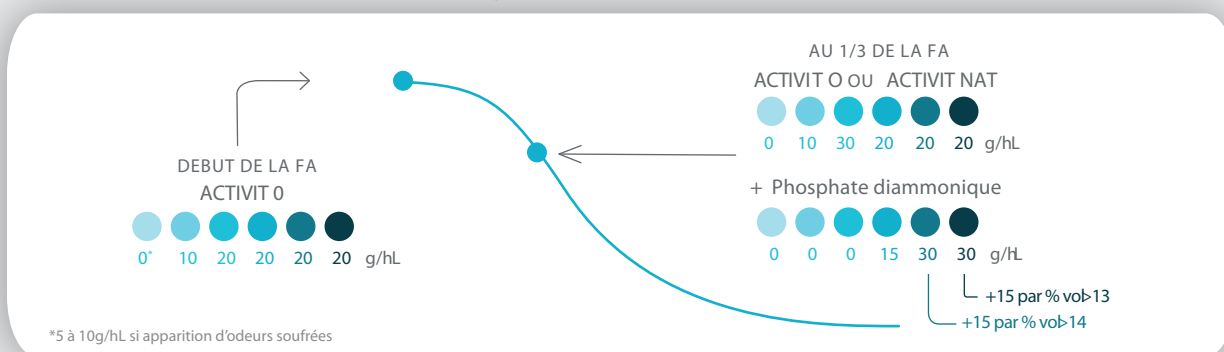 DEBUT DE LA FA
ACTIVIT 0
0* 10 20 20 20 20 g/hL
*5 à 10g/hL si apparition d’odeurs soufrées
AU 1/3 DE LA FA
ACTIVIT O OU ACTIVIT NAT
0 10 30 20 20 20 g/hL
+ Phosphate diammonique
0 0 0 15 30 30 g/hL
+15 par % vol>13
+15 par % vol>14